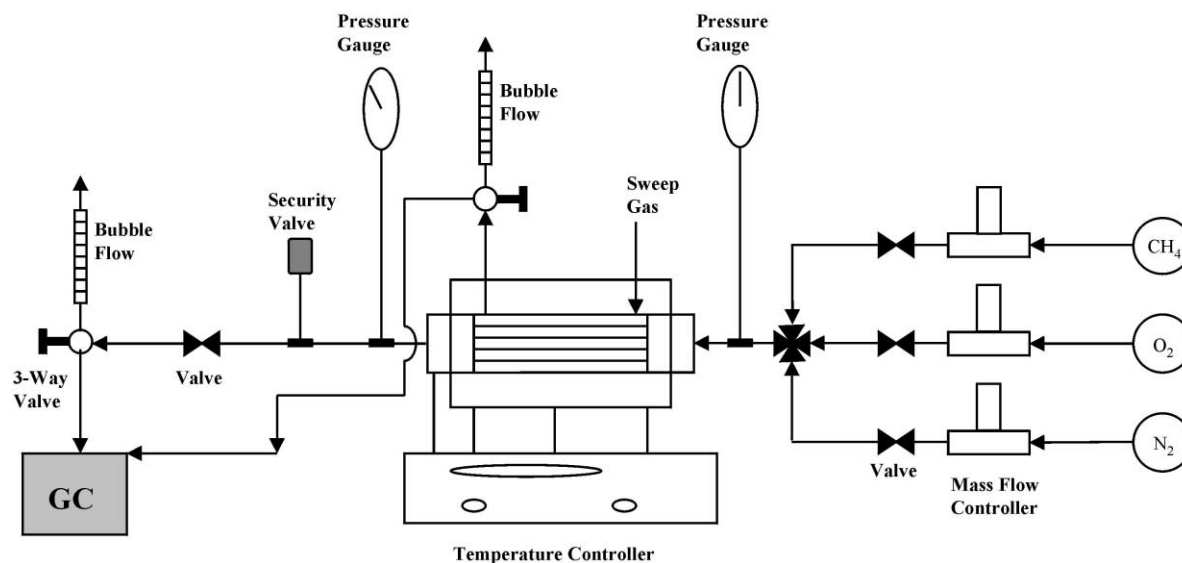 Pressure
Gauge
Pressure
Gauge
Bubble
Flow
Sweep
Gas
Security
Valve
Bubble
Flow
CH₄
O₂
3-Way
Valve
Valve
N₂
Valve
GC
Mass Flow
Controller
Temperature Controller